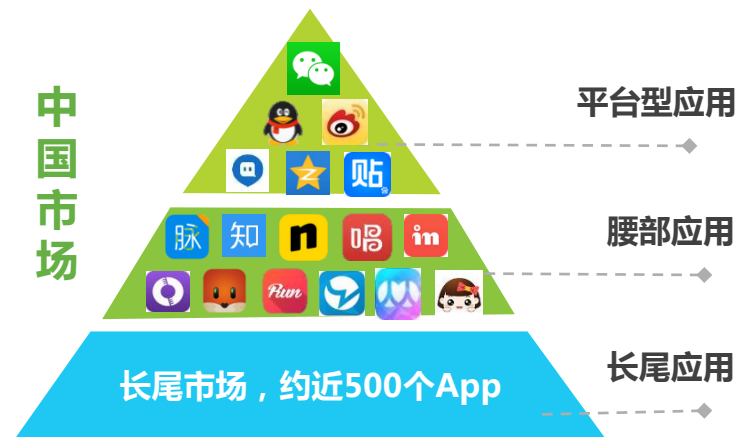 中国市场
平台型应用
贴
脉
知
n
唱
in
Run
腰部应用
长尾市场，约近500个App
长尾应用